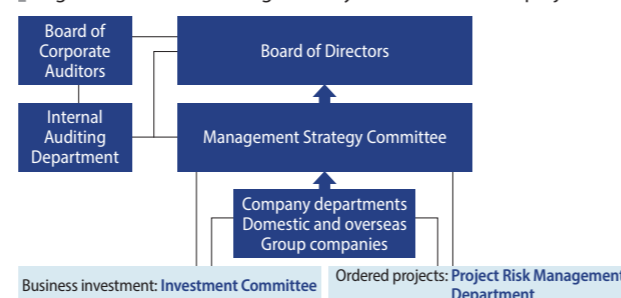 Board of
Corporate
Auditors
Board of Directors
Internal
Auditing
Department
Management Strategy Committee
Company departments
Domestic and overseas
Group companies
Business investment: Investment Committee
Ordered projects: Project Risk Management
Department